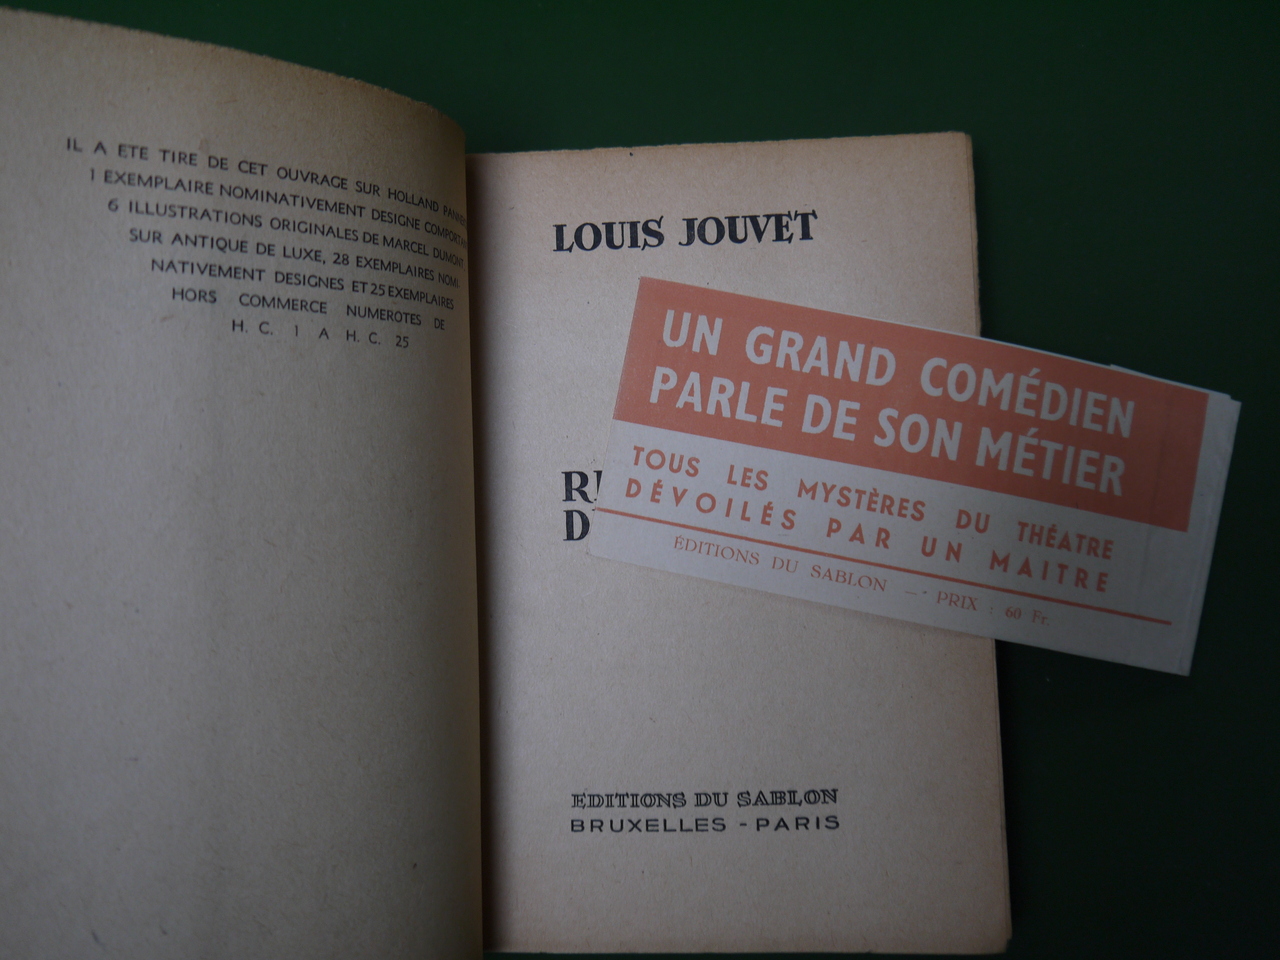 IL A ETE TIRE DE CET OUVRAGE SUR HOLLAND
1 EXEMPLAIRE NOMINATIVEMENT DESIGNE
6 ILLUSTRATIONS ORIGINALES DE MARCEL DUMONT
SUR ANTIQUE DE LUXE, 28 EXEMPLAIRES NOMI-
NATIVEMENT DESIGNES ET 25 EXEMPLAIRES
HORS COMMERCE NUMEROTES DE
H. C. 1 A H. C. 25
LOUIS JOUVET
UN GRAND COMÉDIEN
PARLE DE SON MÉTIER
TOUS LES MYSTÈRES DU THÉATRE
DÉVOILÉS PAR UN MAITRE
ÉDITIONS DU SABLON — PRIX : 60 Fr.
EDITIONS DU SABLON
BRUXELLES - PARIS